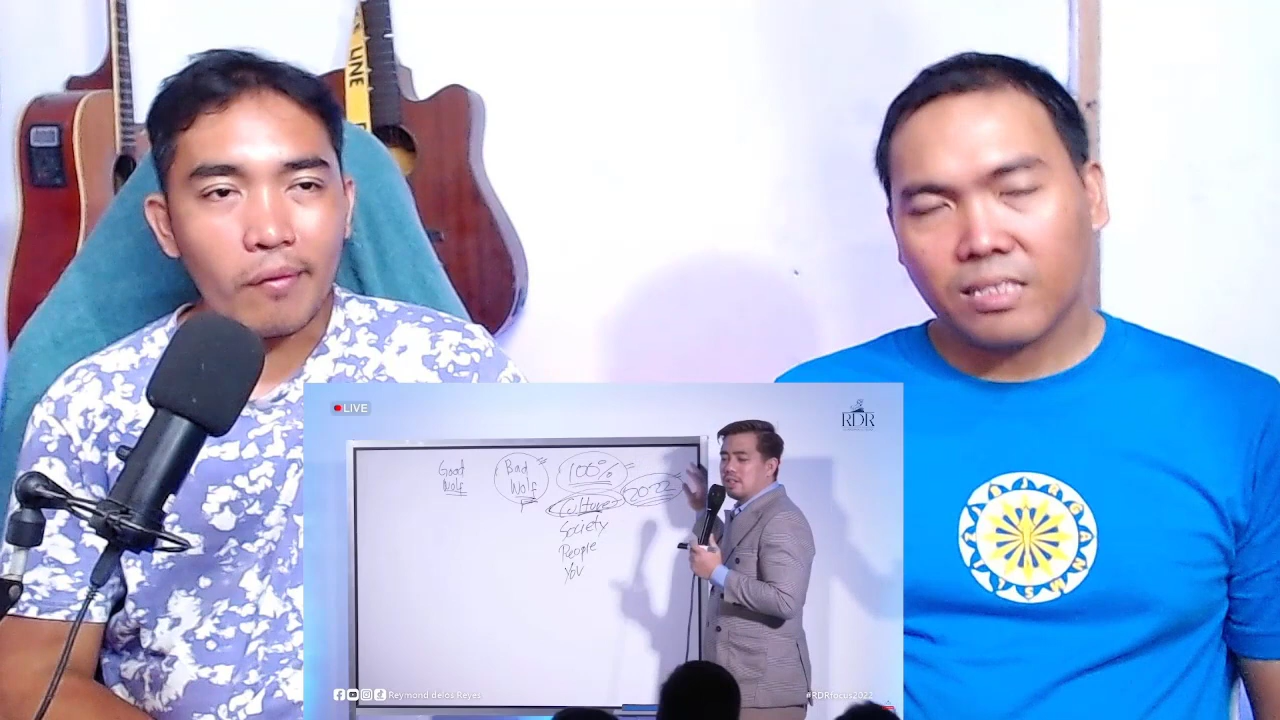 LINE
LIVE
RDR
Good
Wolf
Bad
Wolf
100%
Culture
2022
Society
People
You
Reymond delos Reyes
#RDRfocus2022